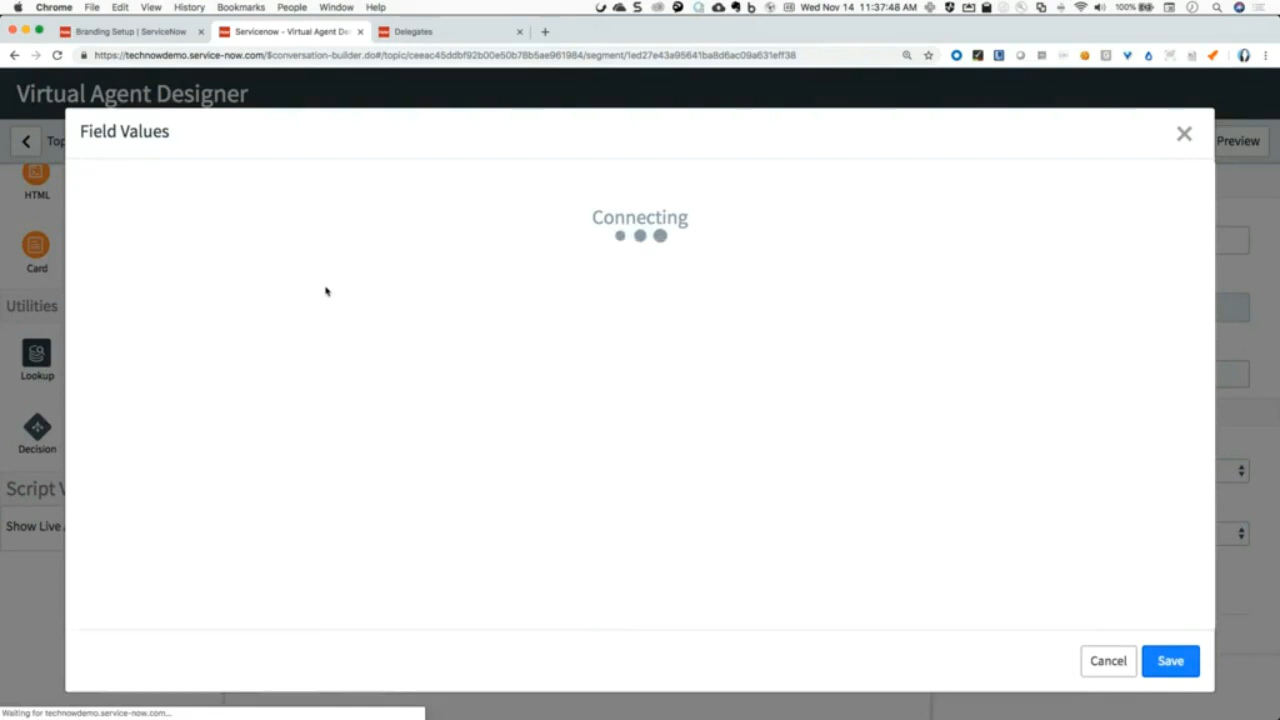 Chrome File Edit View History Bookmarks People Window Help 100% Wed Nov 14 11:37:48 AM
Branding Setup | ServiceNow Servicenow - Virtual Agent De Delegates
https://technowdemo.service-now.com/$conversation-builder.do#/topic/ceeac45ddbf92b00e50b78b5ae961984/segment/1ed27e43a95641ba8d6ac09a631eff38
Virtual Agent Designer
Top
Preview
Field Values
Connecting
HTML
Card
Utilities
Lookup
Decision
Script V
Show Live
Cancel Save
Waiting for technowdemo.service-now.com...